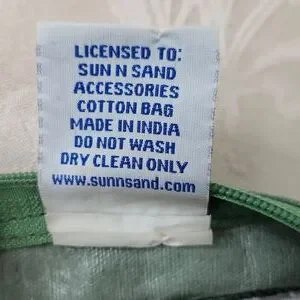 LICENSED TO:
SUN N SAND
ACCESSORIES
COTTON BAG
MADE IN INDIA
DO NOT WASH
DRY CLEAN ONLY
www.sunnsand.com